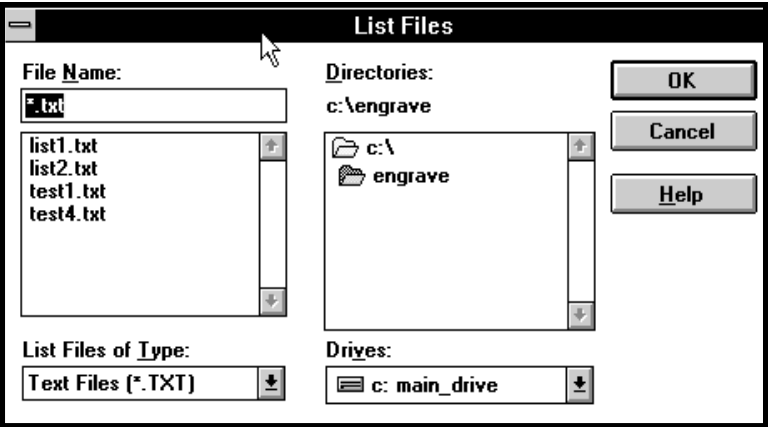 List Files
File Name:
*.txt
list1.txt
list2.txt
test1.txt
test4.txt
List Files of Type:
Text Files (*.TXT)
Directories:
c:\engrave
c:\
engrave
Drives:
c: main_drive
OK
Cancel
Help